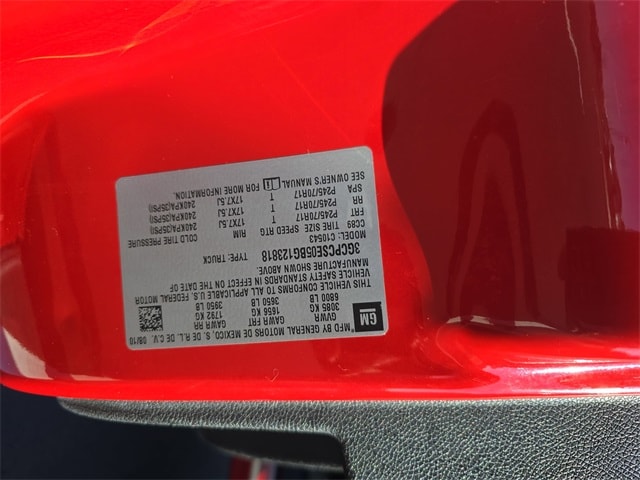 GM
*MFD BY GENERAL MOTORS DE MEXICO, S. DE R.L. DE C.V. 08/10
GVWR GAWR FRT GAWR RR
3085 KG 1656 KG 1792 KG
6800 LB 3650 LB 3950 LB
THIS VEHICLE CONFORMS TO ALL APPLICABLE U.S. FEDERAL MOTOR
VEHICLE SAFETY STANDARDS IN EFFECT ON THE DATE OF
MANUFACTURE SHOWN ABOVE.
3GCPCSE05BG123818 TYPE: TRUCK
MODEL: C10543
CC89 TIRE SIZE SPEED RTG RIM COLD TIRE PRESSURE
FRT P245/70R17 T 17X7.5J 240KPA(35PSI)
RR P245/70R17 T 17X7.5J 240KPA(35PSI)
SPA P245/70R17 T 17X7.5J 240KPA(35PSI)
SEE OWNER'S MANUAL FOR MORE INFORMATION.